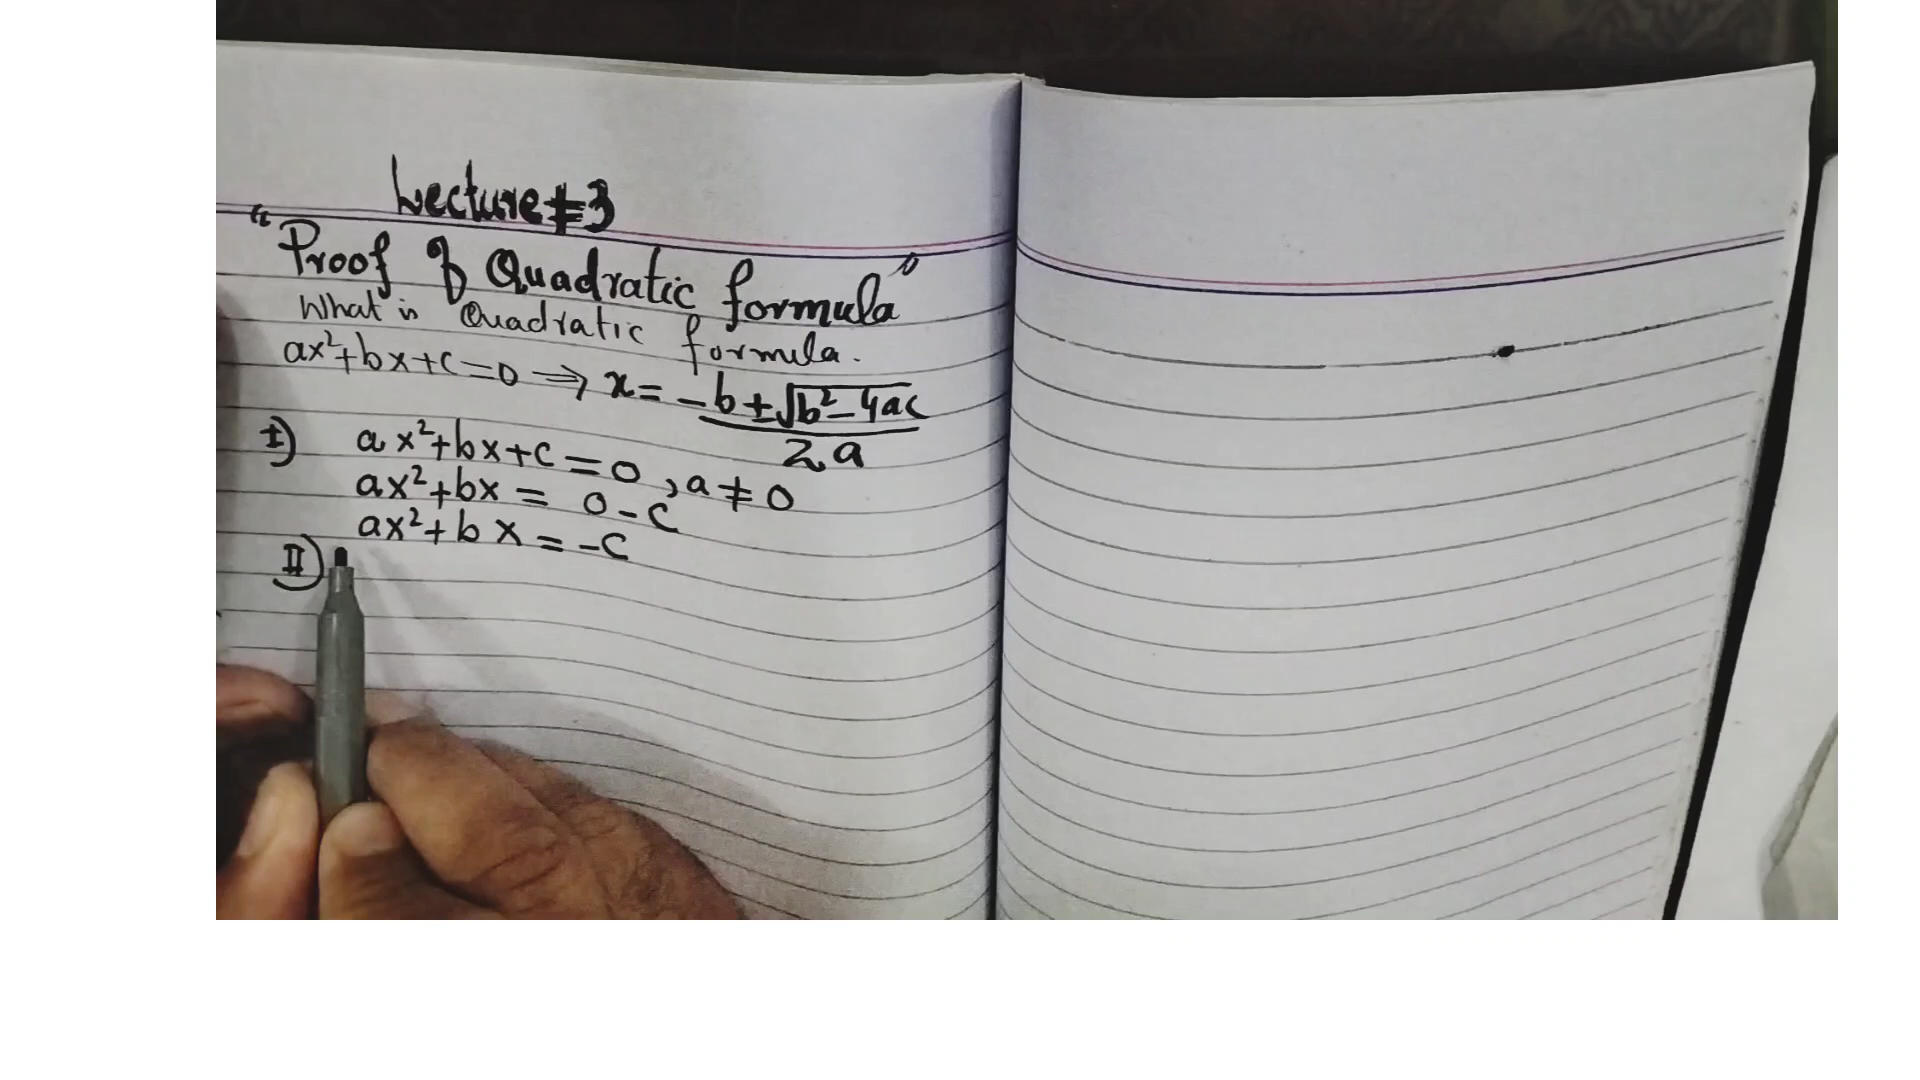 Lecture#3
"Proof of Quadratic formula"
What is Quadratic formula.
ax²+bx+c=0 ⇒ x= -b±√b²-4ac / 2a
I) ax²+bx+c=0, a≠0
ax²+bx = 0-c
ax²+bx = -c
II)